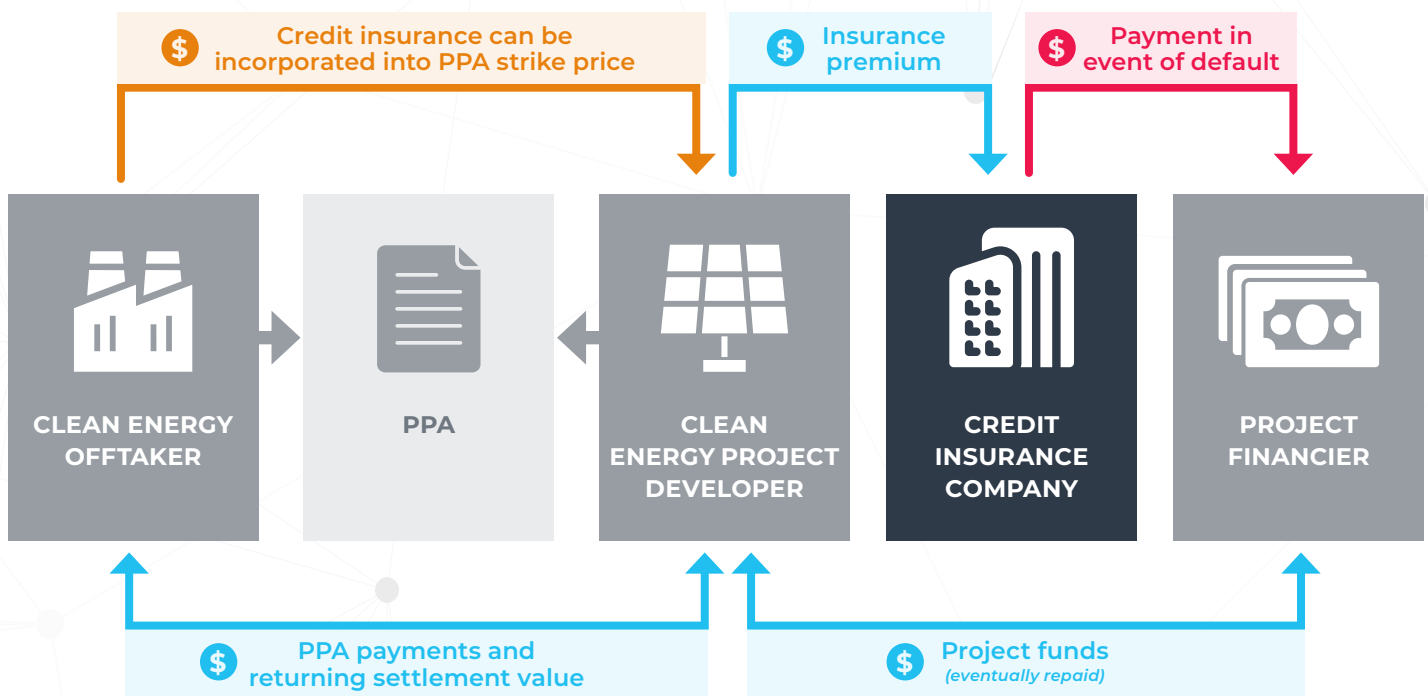 $
Credit insurance can be
incorporated into PPA strike price
$
Insurance
premium
$
Payment in
event of default
CLEAN ENERGY
OFFTAKER
PPA
CLEAN
ENERGY PROJECT
DEVELOPER
CREDIT
INSURANCE
COMPANY
PROJECT
FINANCIER
$
PPA payments and
returning settlement value
$
Project funds
(eventually repaid)